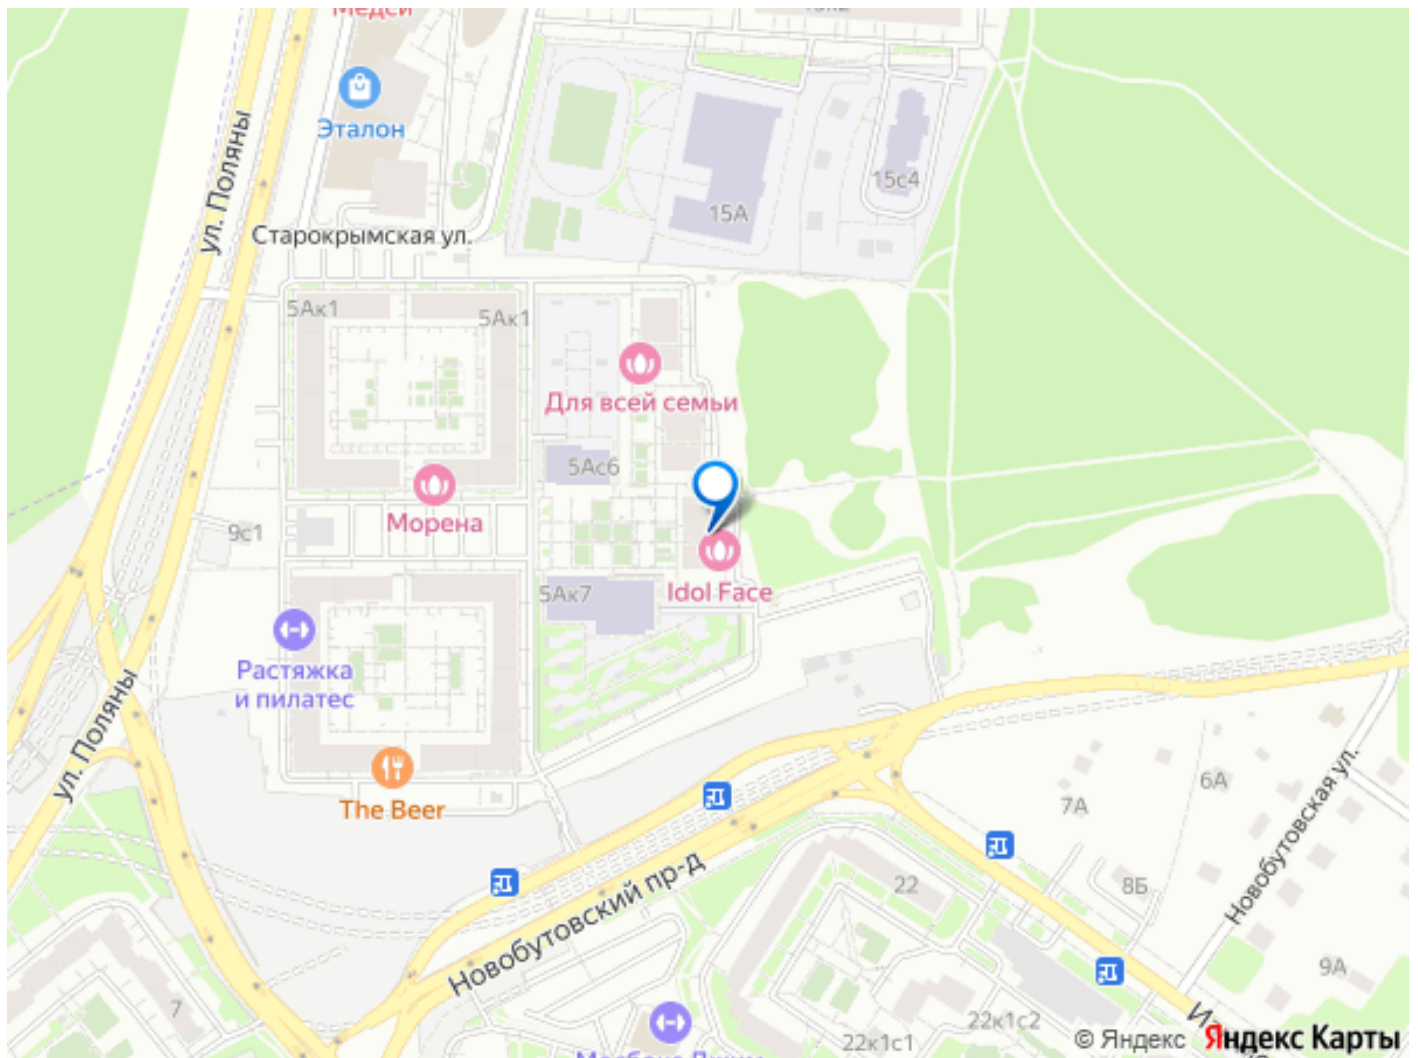 Медси
Эталон
ул. Поляны
15с4
15А
Старокрымская ул.
5Ак1
5Ак1
Для всей семьи
5Ас6
Морена
9с1
Idol Face
5Ак7
Растяжка
и пилатес
ул. Поляны
The Beer
6А
7А
Новобутовская ул.
Новобутовский пр-д
22
8Б
9А
7
22к1с2
22к1с1
© Яндекс Яндекс Карты